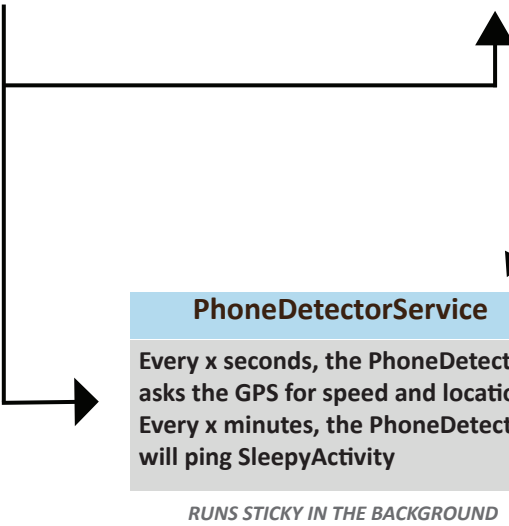 PhoneDetectorService
Every x seconds, the PhoneDetect
asks the GPS for speed and locatio
Every x minutes, the PhoneDetect
will ping SleepyActivity
RUNS STICKY IN THE BACKGROUND